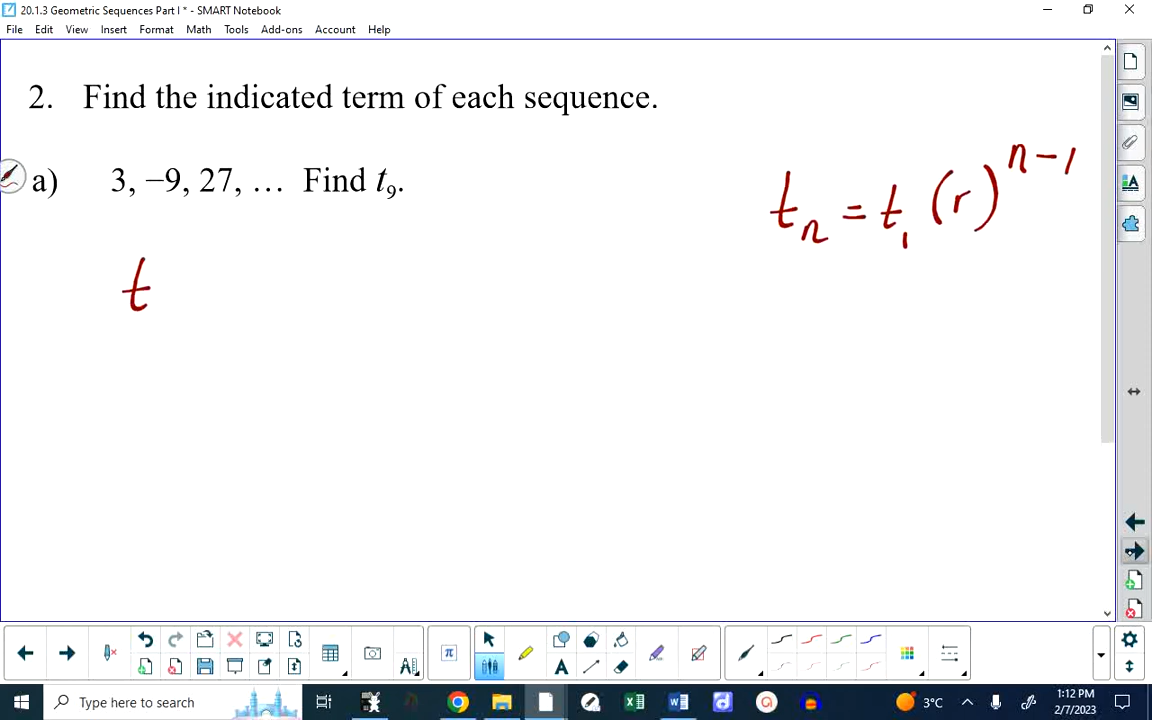 20.1.3 Geometric Sequences Part I * - SMART Notebook
File Edit View Insert Format Math Tools Add-ons Account Help
2. Find the indicated term of each sequence.
a) 3, −9, 27, … Find t₉.
tₙ = t₁ (r)ⁿ⁻¹
t
π
A
Type here to search
3°C
1:12 PM
2/7/2023